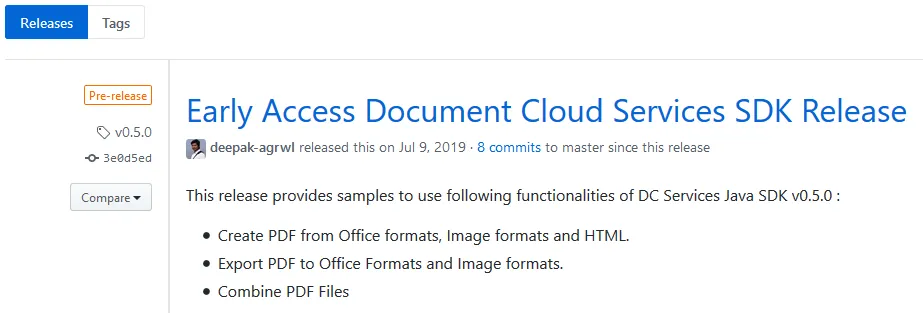 Releases Tags
Pre-release
v0.5.0
3e0d5ed
Compare
Early Access Document Cloud Services SDK Release
deepak-agrwl released this on Jul 9, 2019 · 8 commits to master since this release
This release provides samples to use following functionalities of DC Services Java SDK v0.5.0 :
• Create PDF from Office formats, Image formats and HTML.
• Export PDF to Office Formats and Image formats.
• Combine PDF Files